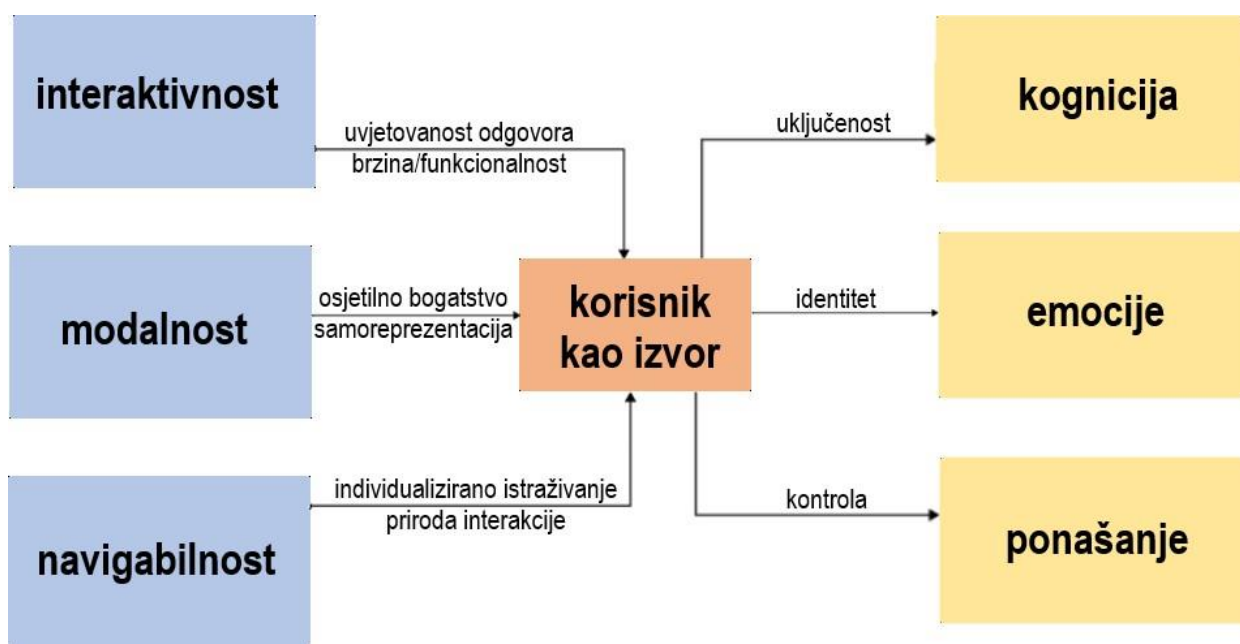 interaktivnost
uvjetovanost odgovora
brzina/funkcionalnost
uključenost
kognicija
modalnost
osjetilno bogatstvo
samoreprezentacija
korisnik
kao izvor
identitet
emocije
navigabilnost
individualizirano istraživanje
priroda interakcije
kontrola
ponašanje